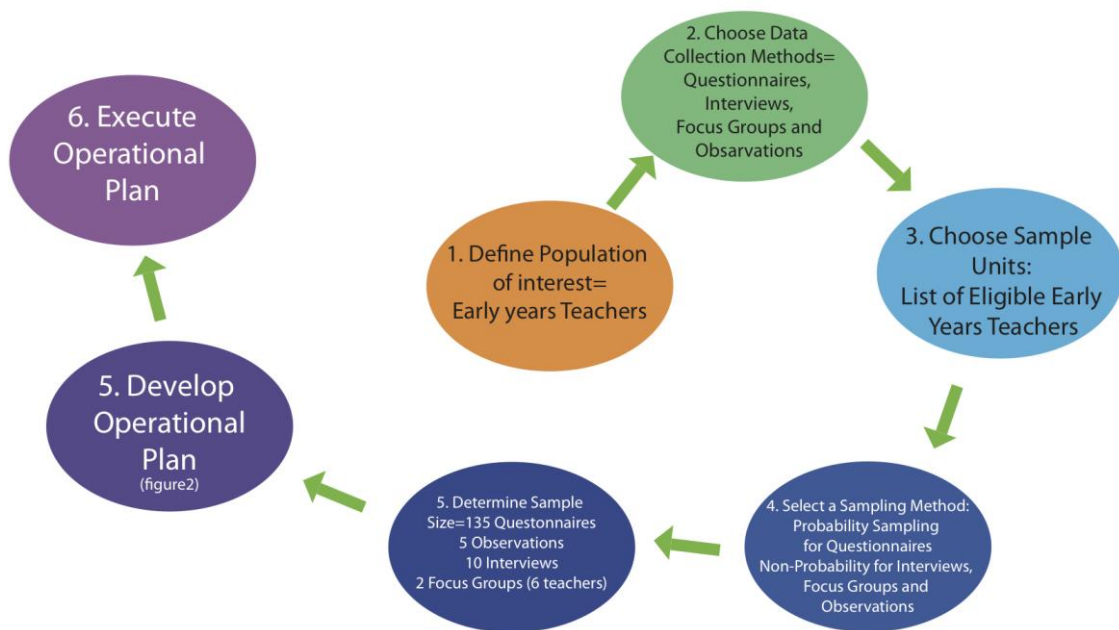 1. Define Population
of interest=
Early years Teachers
2. Choose Data
Collection Methods=
Questionnaires,
Interviews,
Focus Groups and
Obsarvations
3. Choose Sample
Units:
List of Eligible Early
Years Teachers
4. Select a Sampling Method:
Probability Sampling
for Questionnaires
Non-Probability for Interviews,
Focus Groups and
Observations
5. Determine Sample
Size=135 Questonnaires
5 Observations
10 Interviews
2 Focus Groups (6 teachers)
5. Develop
Operational
Plan
(figure2)
6. Execute
Operational
Plan